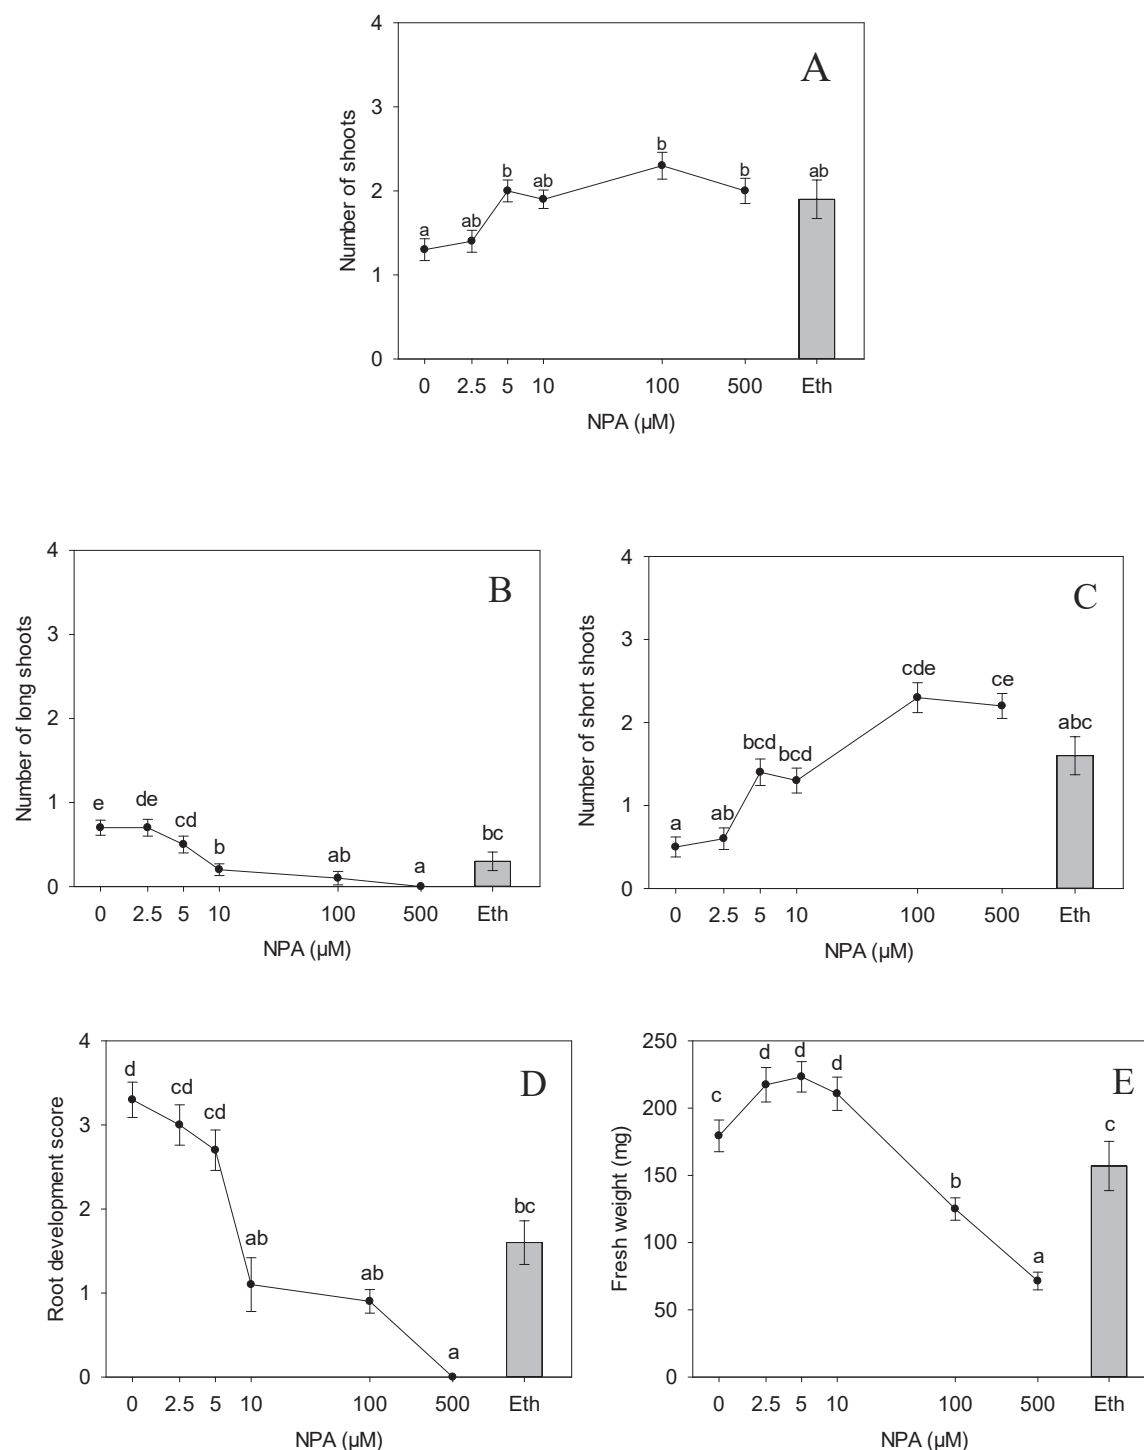 A
Number of shoots
4
3
2
1
0
a
ab
b
ab
b
b
ab
0 2.5 5 10 100 500 Eth
NPA (µM)
B
Number of long shoots
4
3
2
1
0
e
de
cd
b
ab
a
bc
0 2.5 5 10 100 500 Eth
NPA (µM)
C
Number of short shoots
4
3
2
1
0
a
ab
bcd
bcd
cde
ce
abc
0 2.5 5 10 100 500 Eth
NPA (µM)
D
Root development score
4
3
2
1
0
d
cd
cd
ab
ab
a
bc
0 2.5 5 10 100 500 Eth
NPA (µM)
E
Fresh weight (mg)
250
200
150
100
50
0
c
d
d
d
b
a
c
0 2.5 5 10 100 500 Eth
NPA (µM)